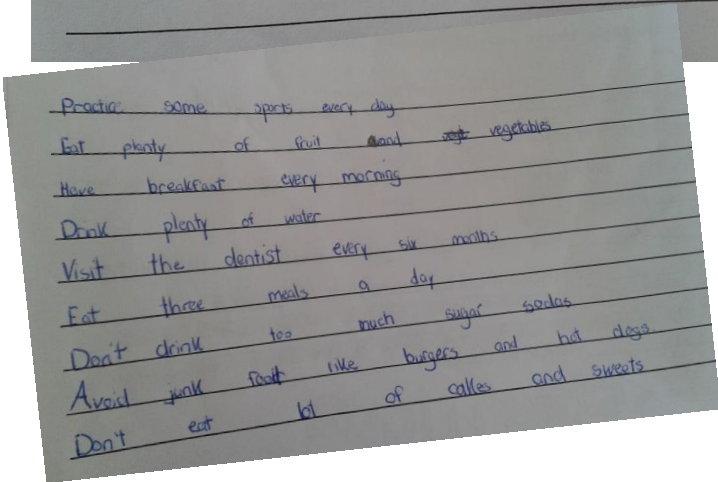 Practic some sports every day
Eat plenty of fruit and vegetables
Have breakfast every morning
Drink plenty of water
Visit the dentist every six months
Eat three meals a day
Don't drink too much sugar sodas
Avoid junk food like burgers and hot dogs
Don't eat lot of cakes and sweets